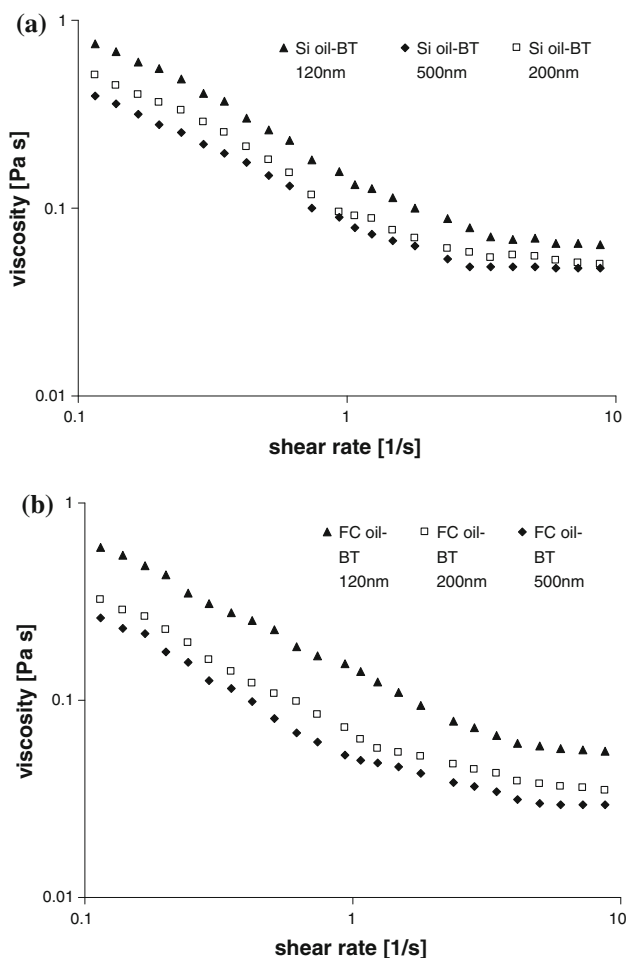 (a)
1
▲ Si oil-BT ◆ Si oil-BT □ Si oil-BT
120nm 500nm 200nm
viscosity [Pa s]
0.1
0.01
0.1 1 10
shear rate [1/s]
(b)
1
▲ FC oil- □ FC oil- ◆ FC oil-
BT BT BT
120nm 200nm 500nm
viscosity [Pa s]
0.1
0.01
0.1 1 10
shear rate [1/s]